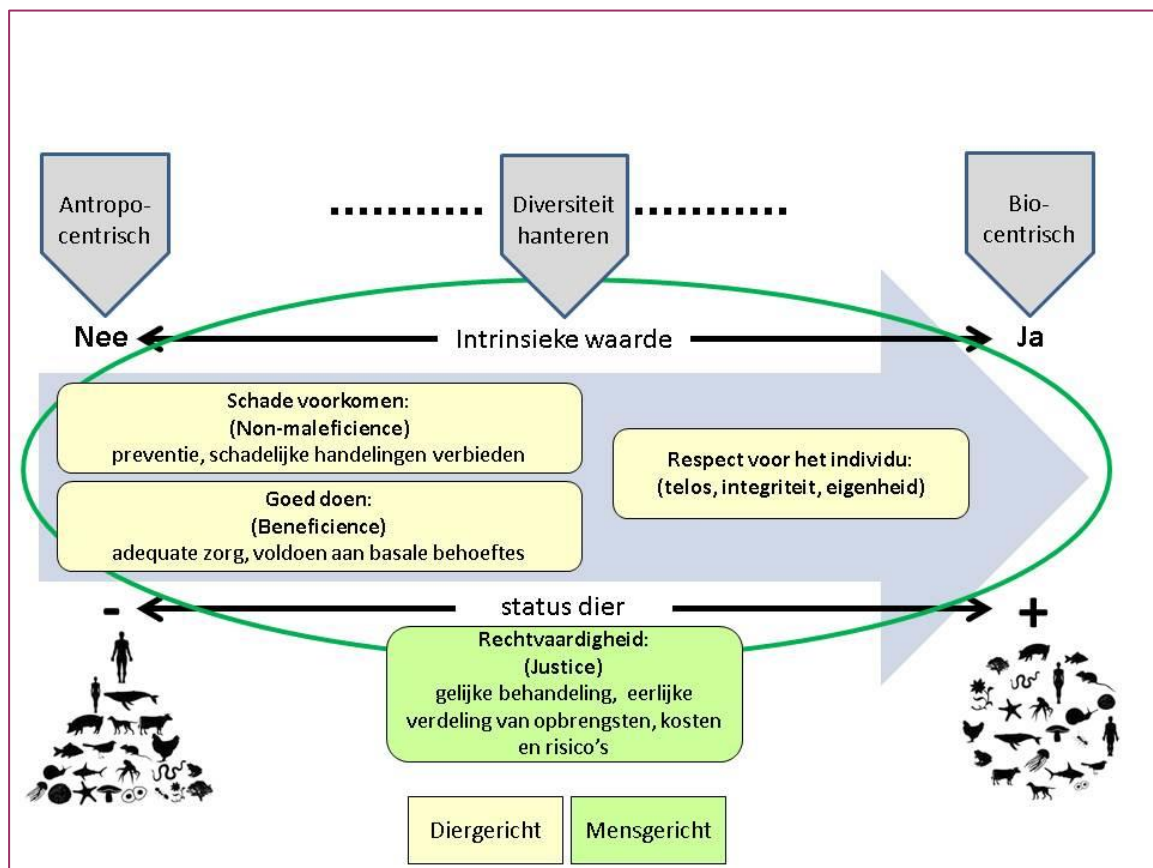 Antropo-
centrisch
Diversiteit
hanteren
Bio-
centrisch
Nee
Intrinsieke waarde
Ja
Schade voorkomen:
(Non-maleficience)
preventie, schadelijke handelingen verbieden
Goed doen:
(Beneficience)
adequate zorg, voldoen aan basale behoeftes
Respect voor het individu:
(telos, integriteit, eigenheid)
-
status dier
+
Rechtvaardigheid:
(Justice)
gelijke behandeling, eerlijke
verdeling van opbrengsten, kosten
en risico's
Diergericht
Mensgericht